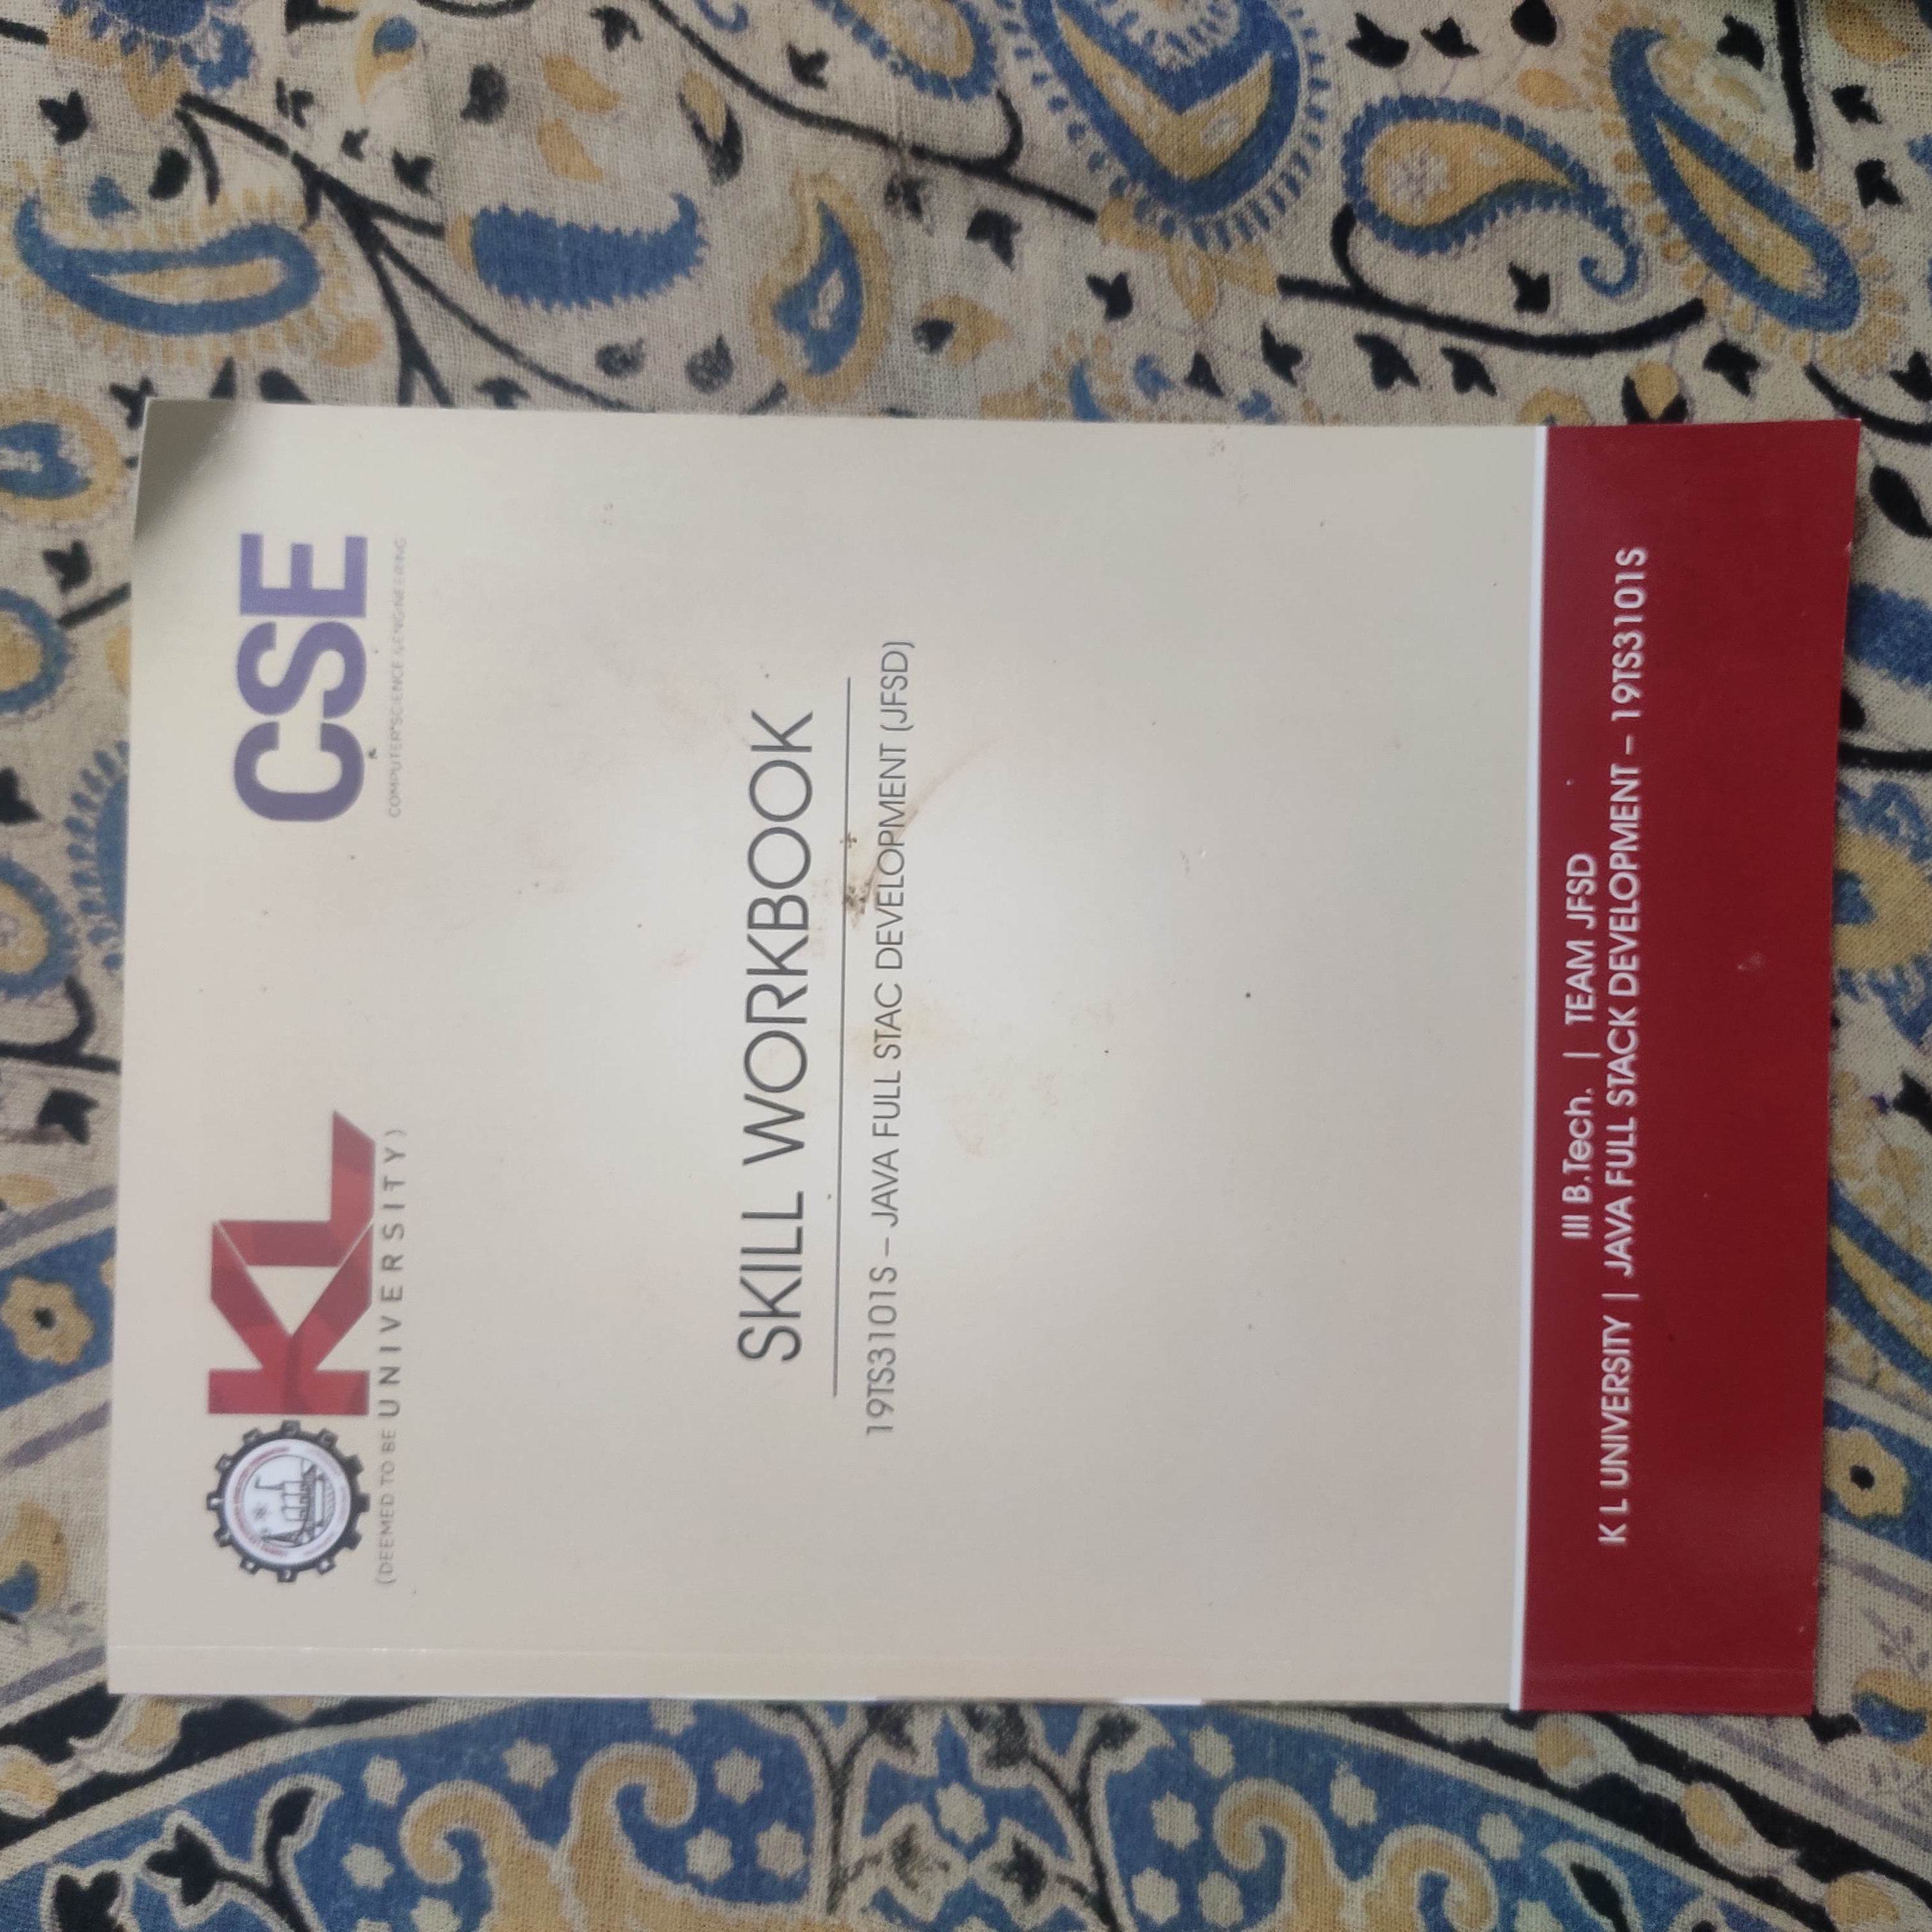 KL
CSE
(DEEMED TO BE UNIVERSITY)
COMPUTER SCIENCE & ENGINEERING
SKILL WORKBOOK
19TS3101S – JAVA FULL STAC DEVELOPMENT (JFSD)
III B.Tech. | TEAM JFSD
K L UNIVERSITY | JAVA FULL STACK DEVELOPMENT – 19TS3101S